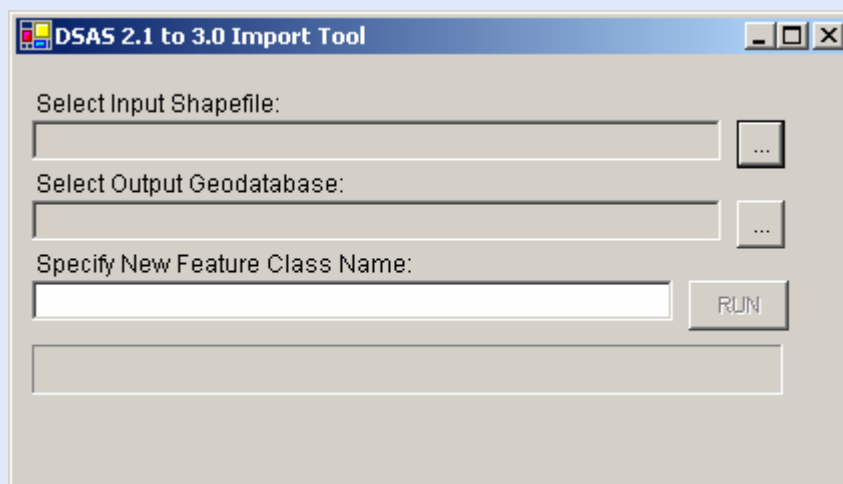 DSAS 2.1 to 3.0 Import Tool
Select Input Shapefile:
...
Select Output Geodatabase:
...
Specify New Feature Class Name:
RUN